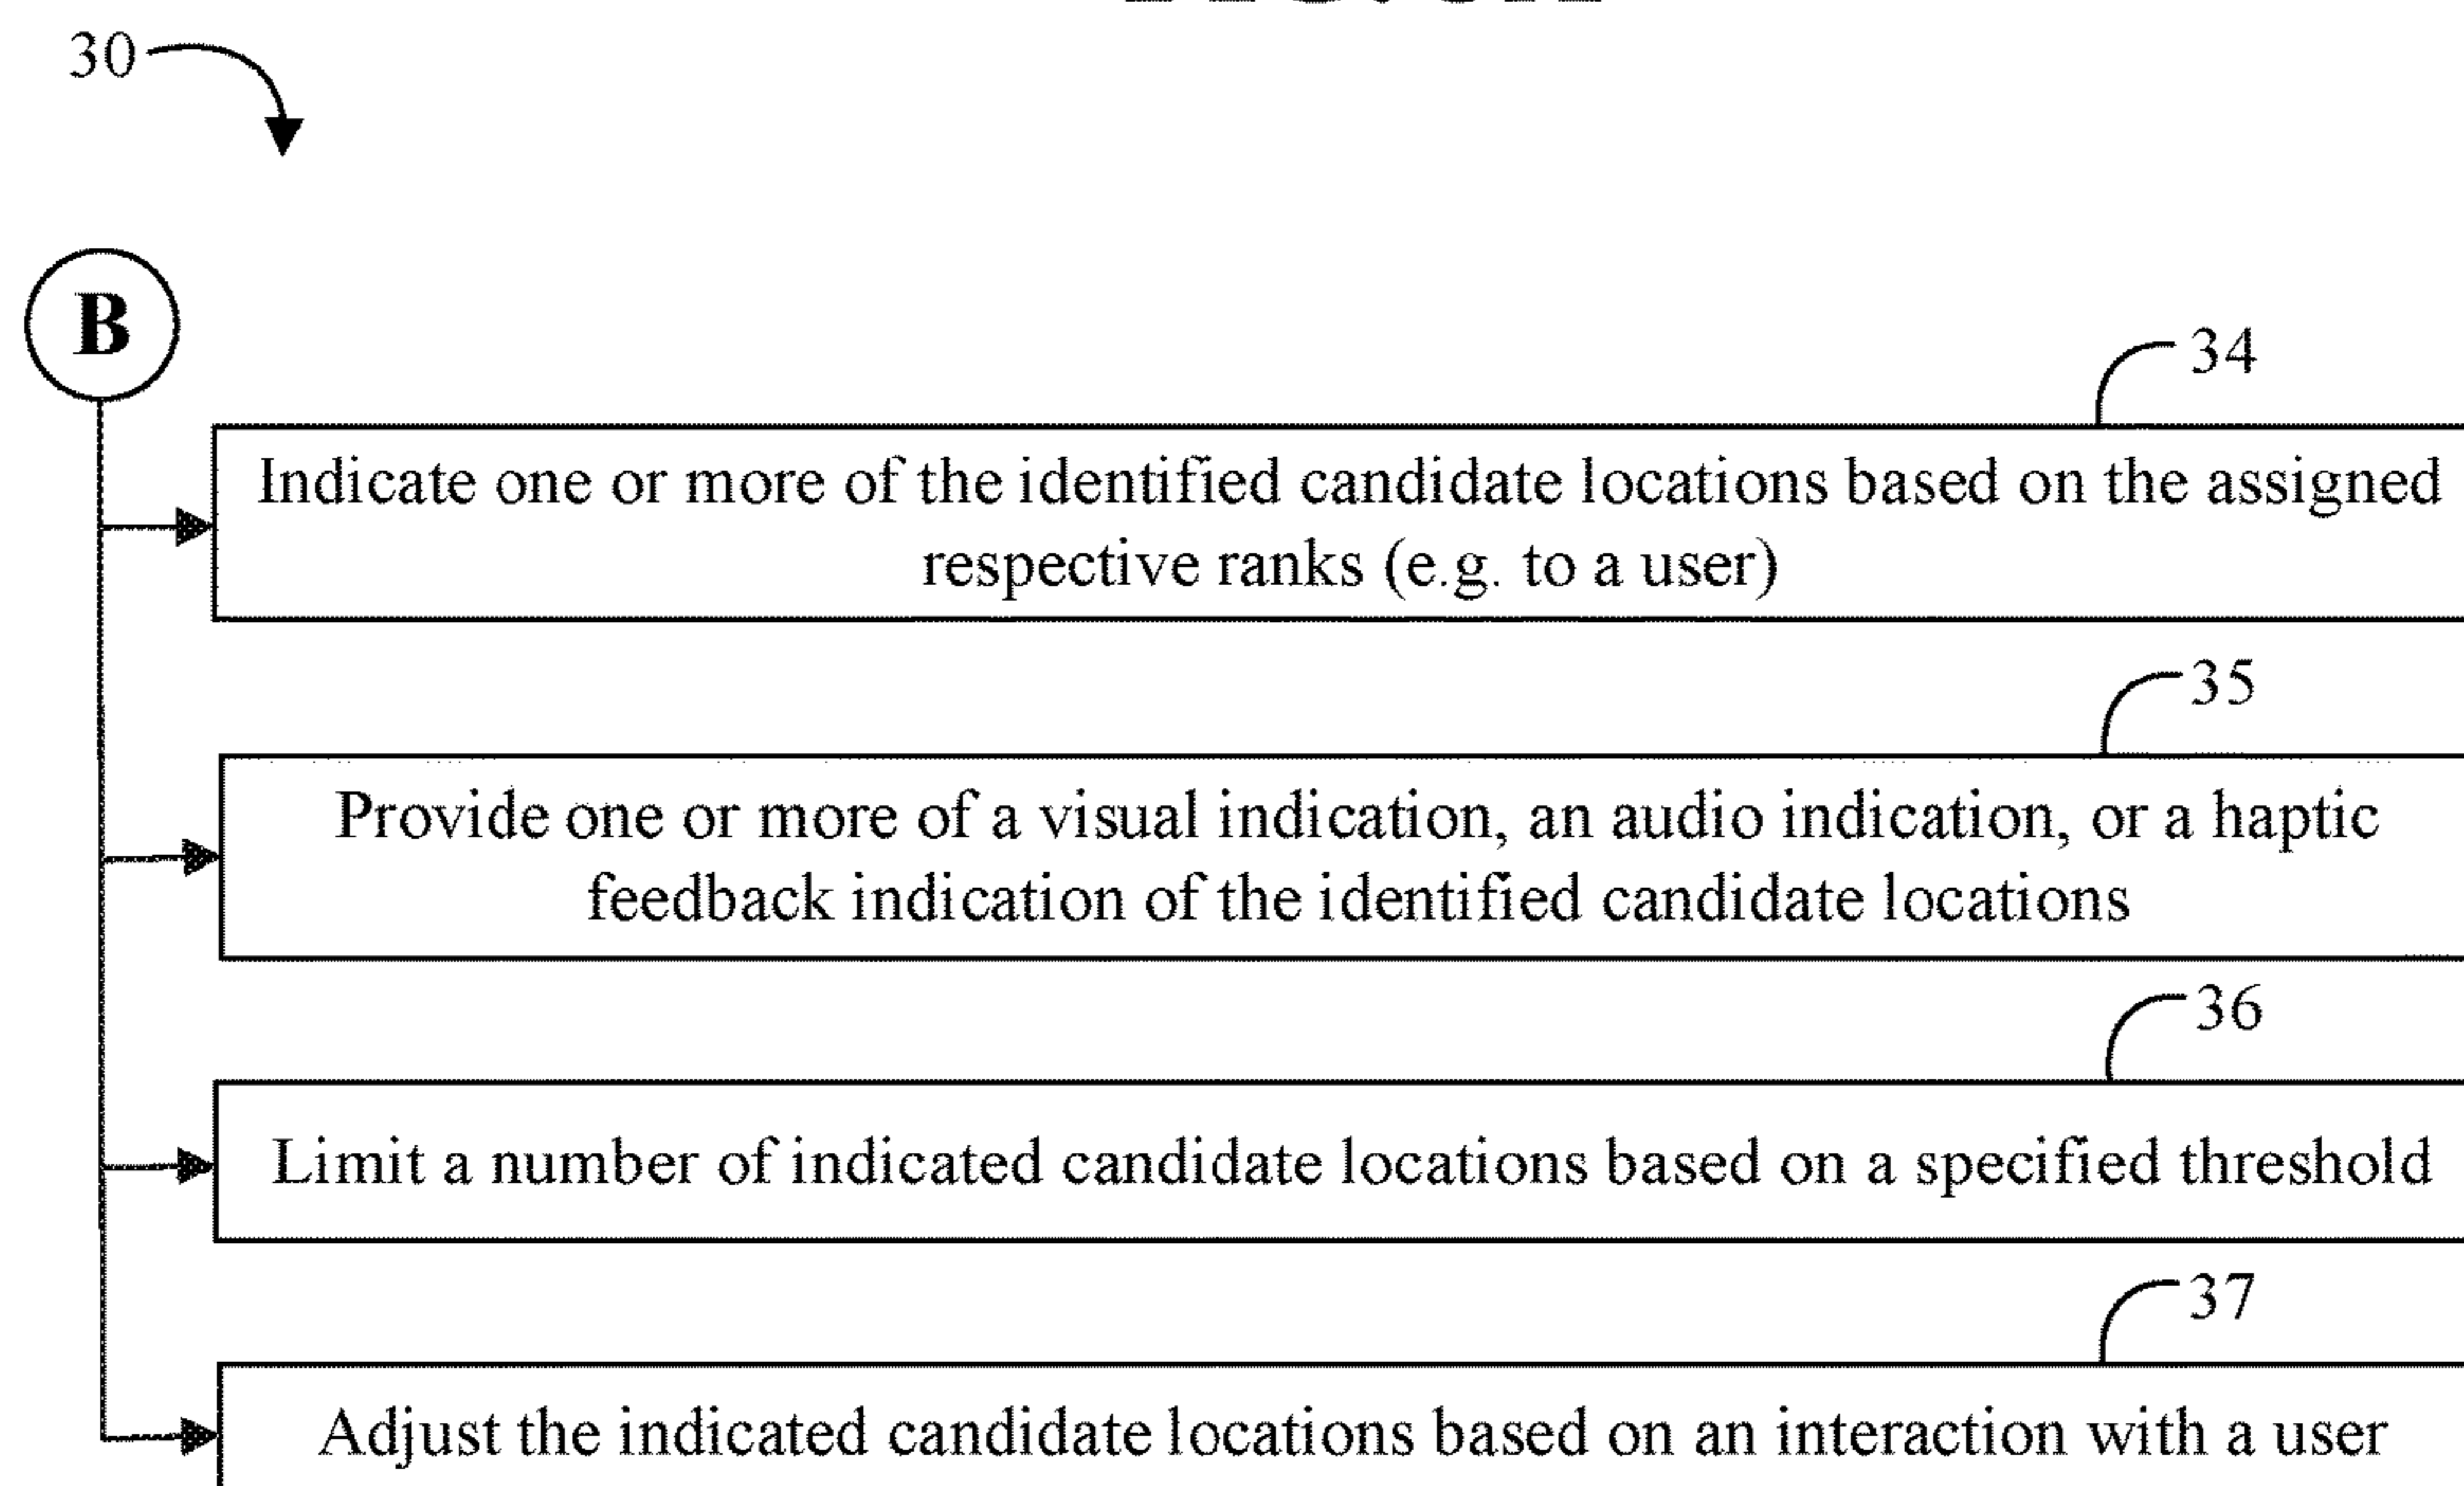 30
B
34
Indicate one or more of the identified candidate locations based on the assigned
respective ranks (e.g. to a user)
35
Provide one or more of a visual indication, an audio indication, or a haptic
feedback indication of the identified candidate locations
36
Limit a number of indicated candidate locations based on a specified threshold
37
Adjust the indicated candidate locations based on an interaction with a user